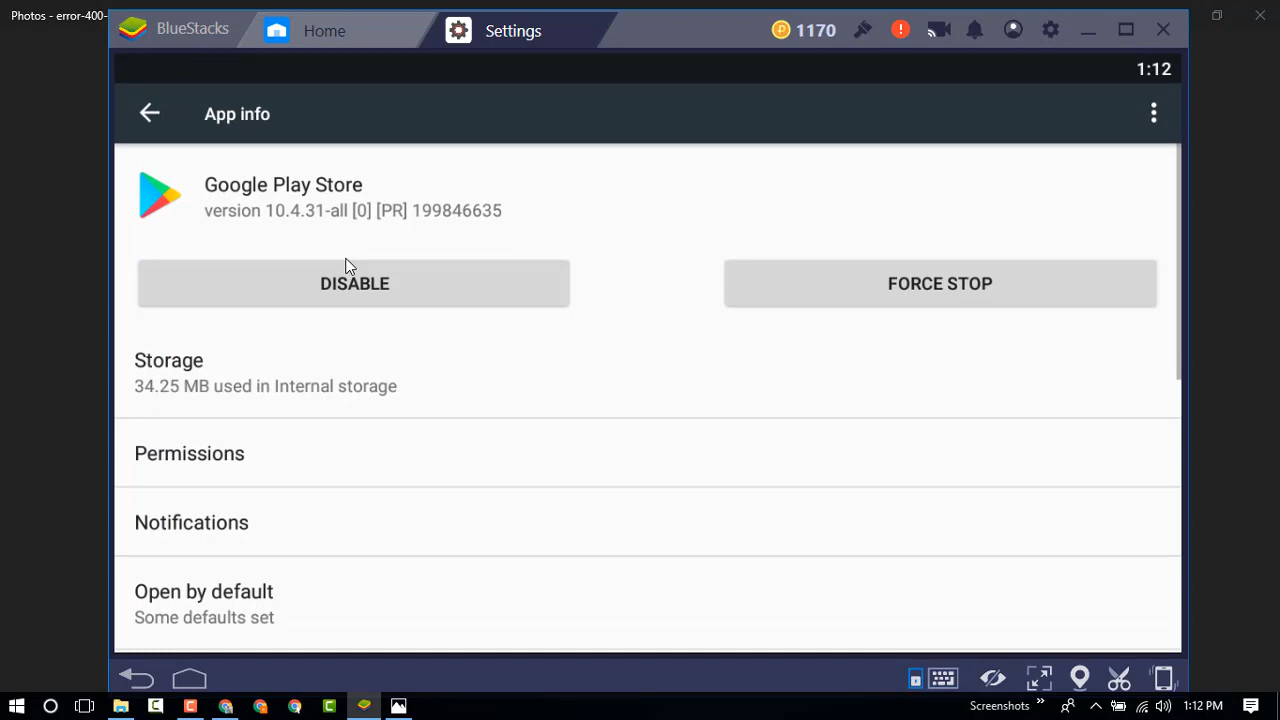 Photos - error-400-
BlueStacks
Home
Settings
P 1170
1:12
App info
Google Play Store
version 10.4.31-all [0] [PR] 199846635
DISABLE
FORCE STOP
Storage
34.25 MB used in Internal storage
Permissions
Notifications
Open by default
Some defaults set
Screenshots
1:12 PM